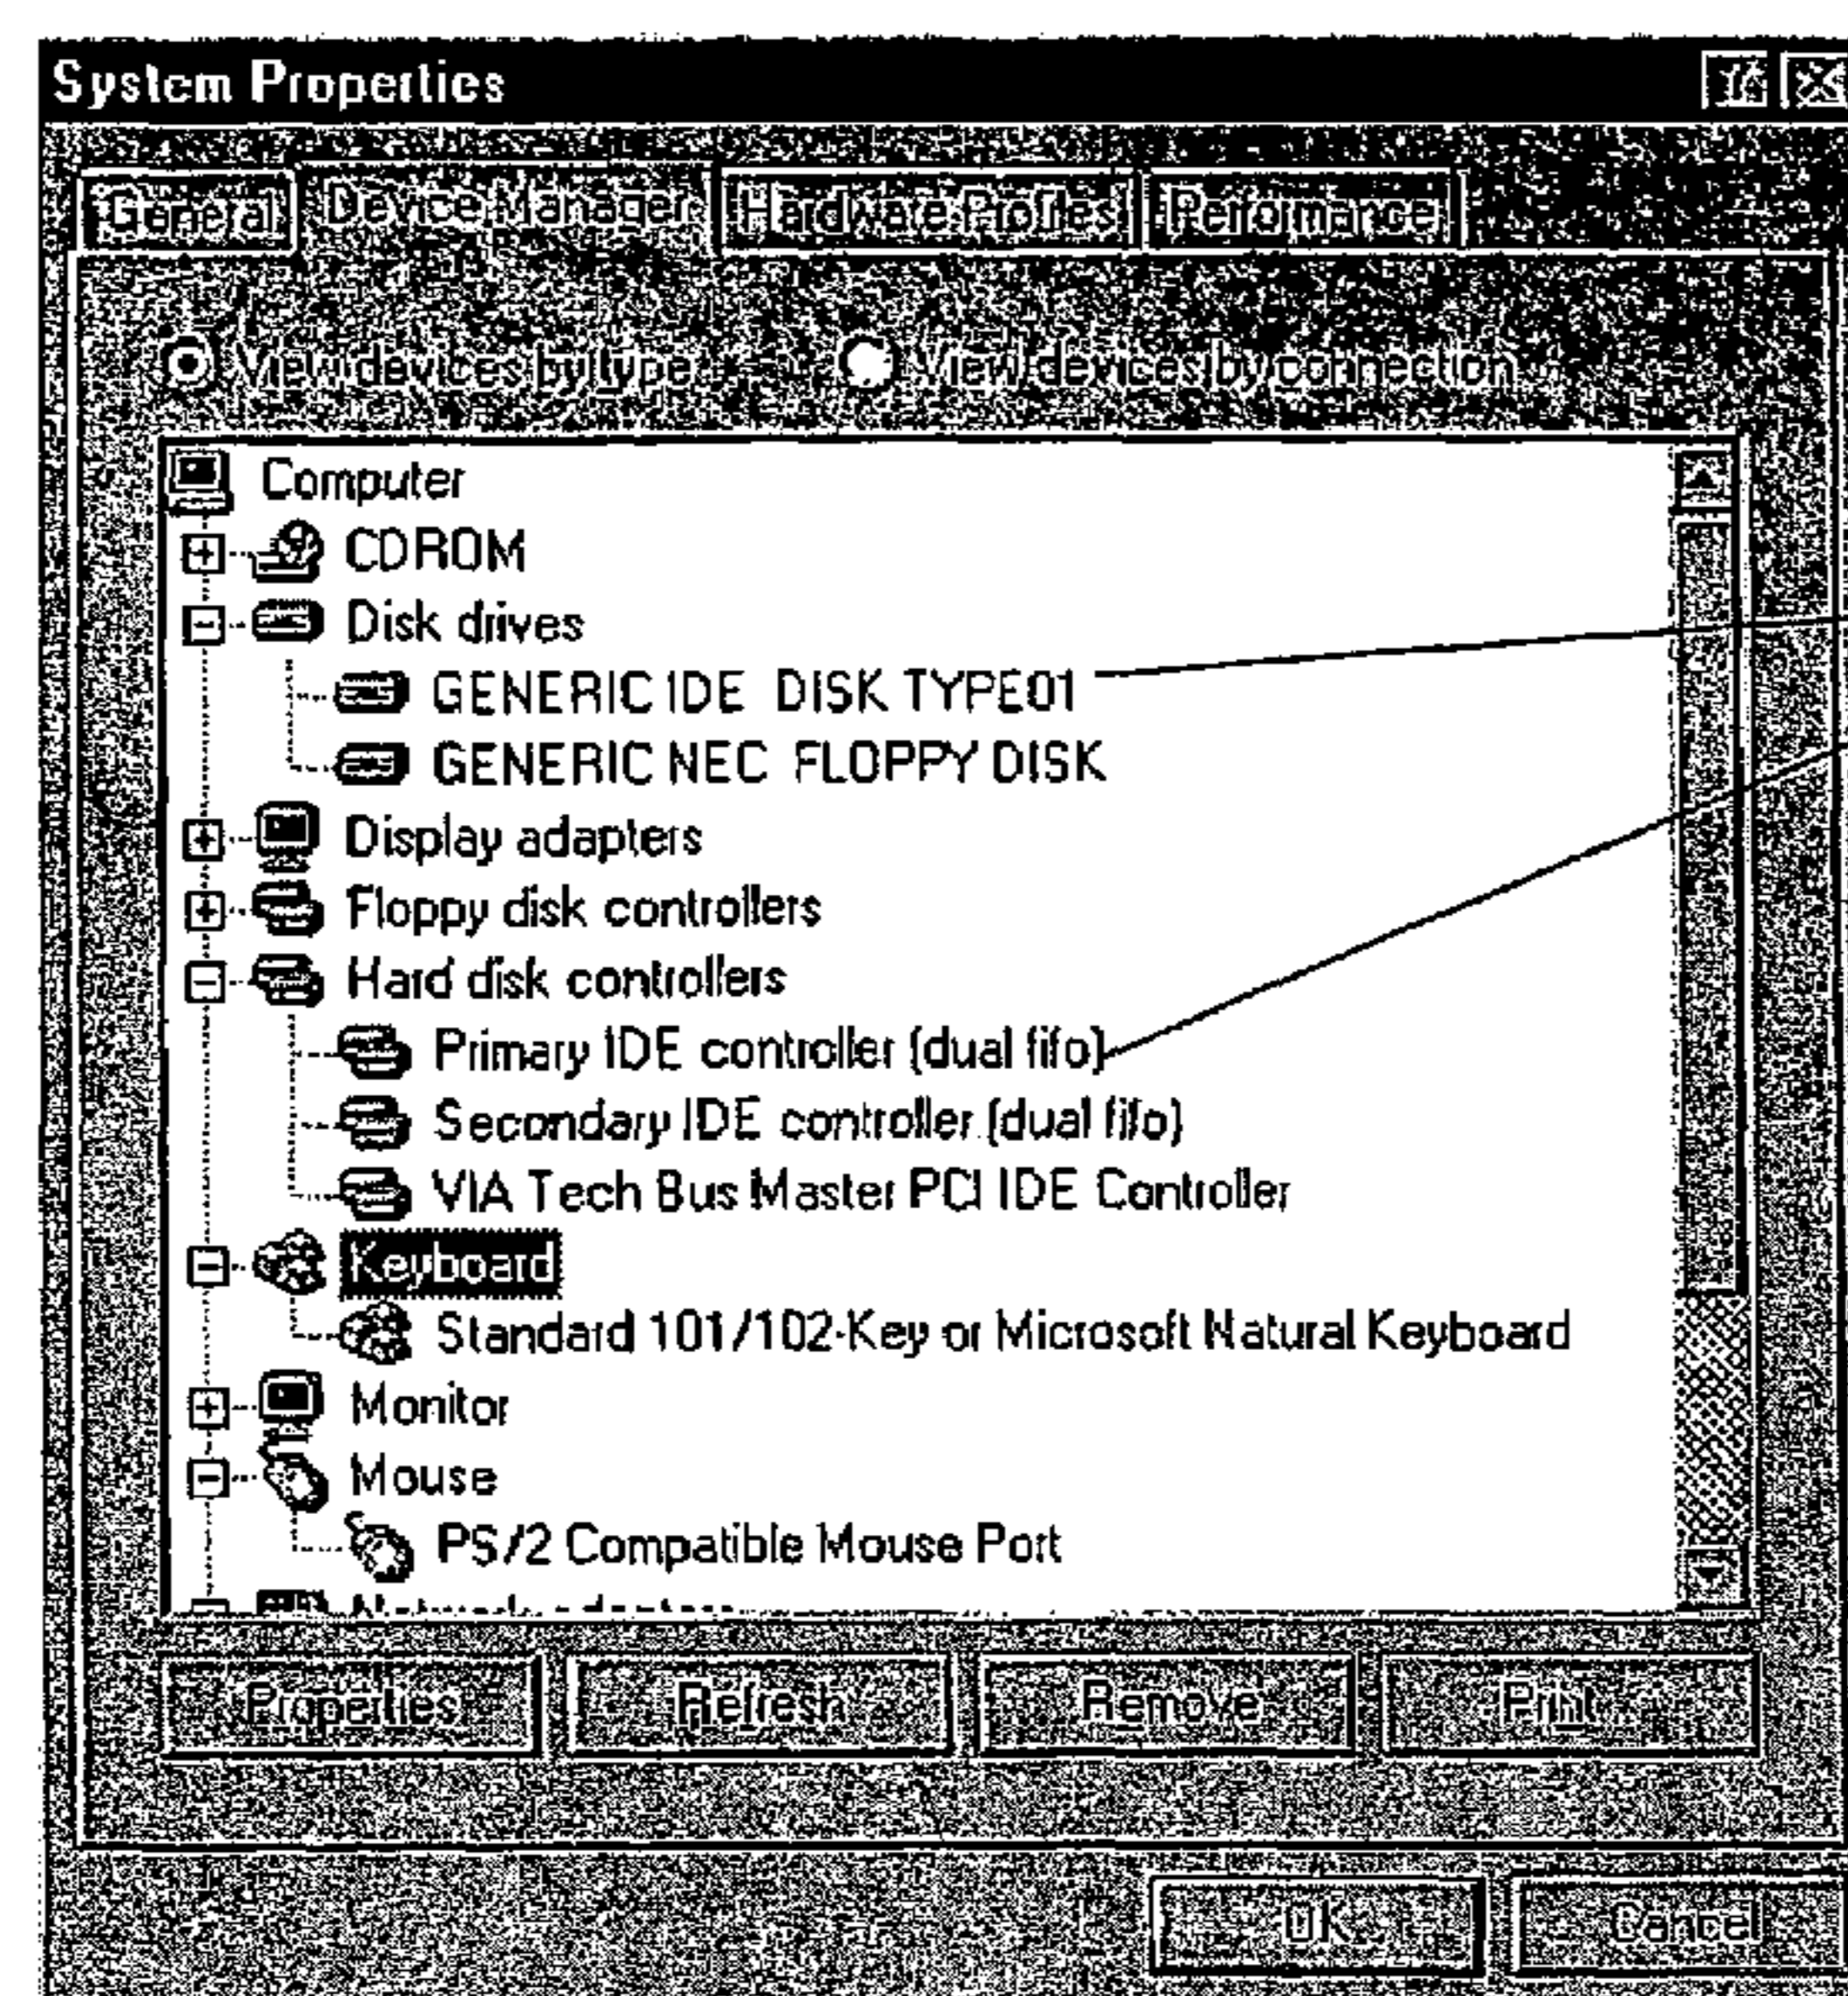 System Properties
General Device Manager Hardware Profiles Performance
View devices by type View devices by connection
Computer
CDROM
Disk drives
GENERIC IDE DISK TYPE01
GENERIC NEC FLOPPY DISK
Display adapters
Floppy disk controllers
Hard disk controllers
Primary IDE controller (dual fifo)
Secondary IDE controller (dual fifo)
VIA Tech Bus Master PCI IDE Controller
Keyboard
Standard 101/102-Key or Microsoft Natural Keyboard
Monitor
Mouse
PS/2 Compatible Mouse Port
Network adapters
Properties Refresh Remove Print
OK Cancel